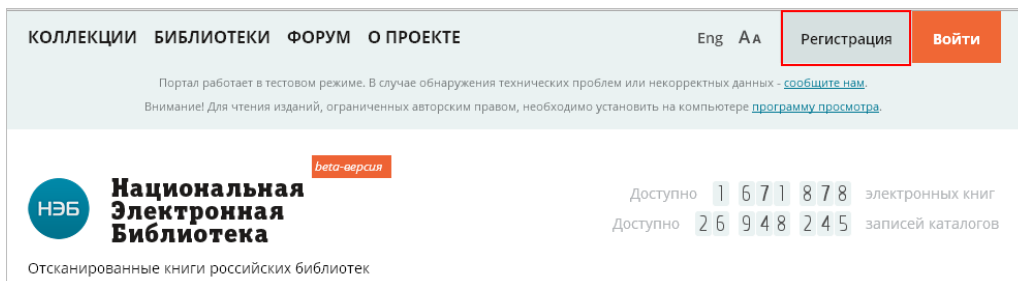 КОЛЛЕКЦИИ БИБЛИОТЕКИ ФОРУМ О ПРОЕКТЕ Eng А А Регистрация Войти
Портал работает в тестовом режиме. В случае обнаружения технических проблем или некорректных данных - сообщите нам.
Внимание! Для чтения изданий, ограниченных авторским правом, необходимо установить на компьютере программу просмотра.
beta-версия
НЭБ
Национальная
Электронная
Библиотека
Доступно 1 671 878 электронных книг
Доступно 26 948 245 записей каталогов
Отсканированные книги российских библиотек